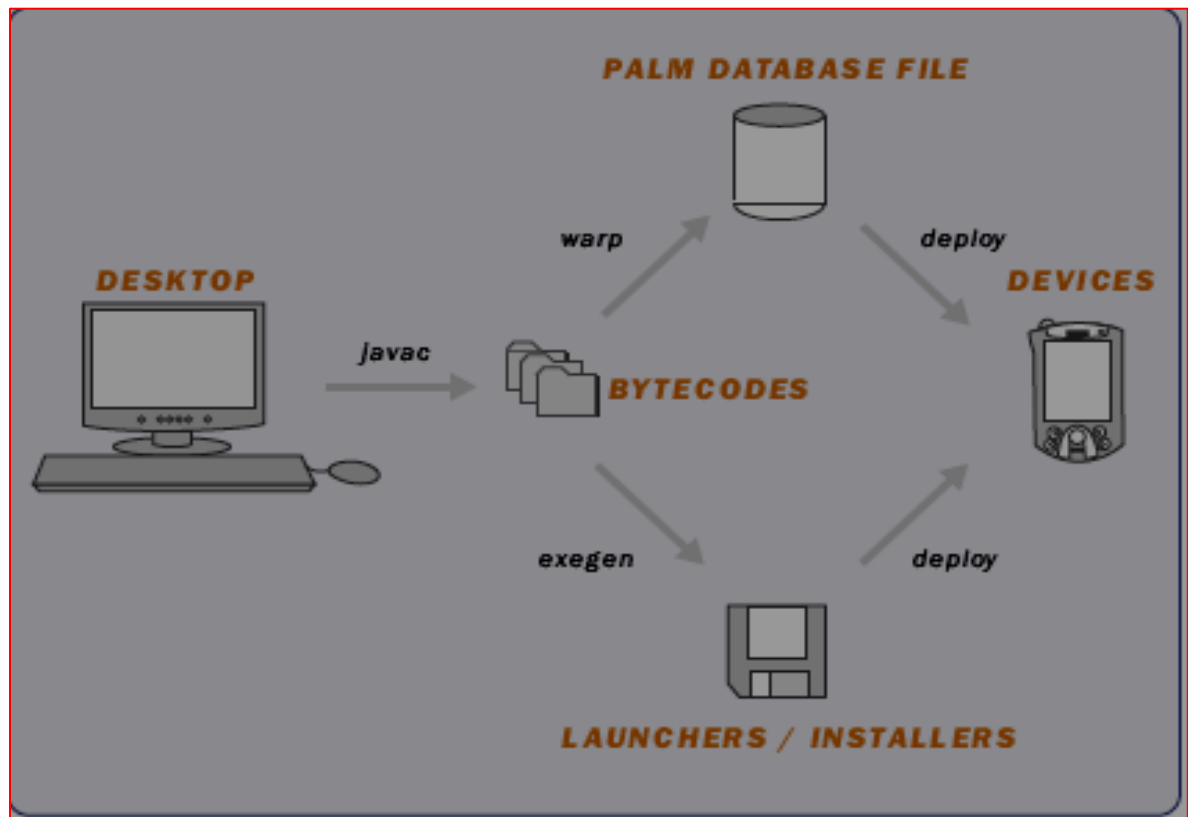 PALM DATABASE FILE
warp
deploy
DESKTOP
DEVICES
javac
BYTECODES
exegen
deploy
LAUNCHERS / INSTALLERS